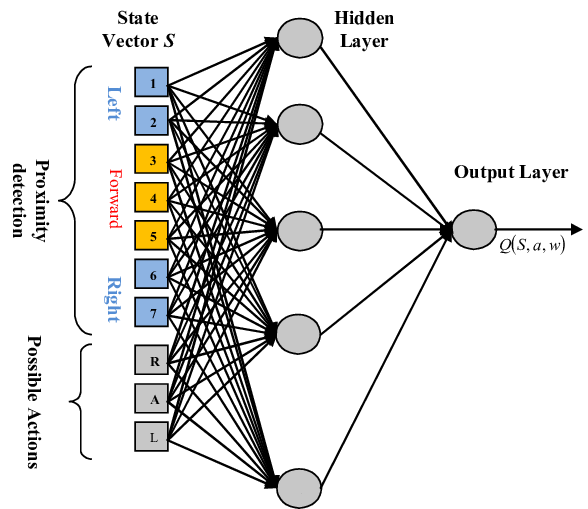 State
Vector S
Hidden
Layer
Output Layer
Proximity
detection
Left
Forward
Right
1
2
3
4
5
6
7
Possible Actions
R
A
L
Q(S, a, w)